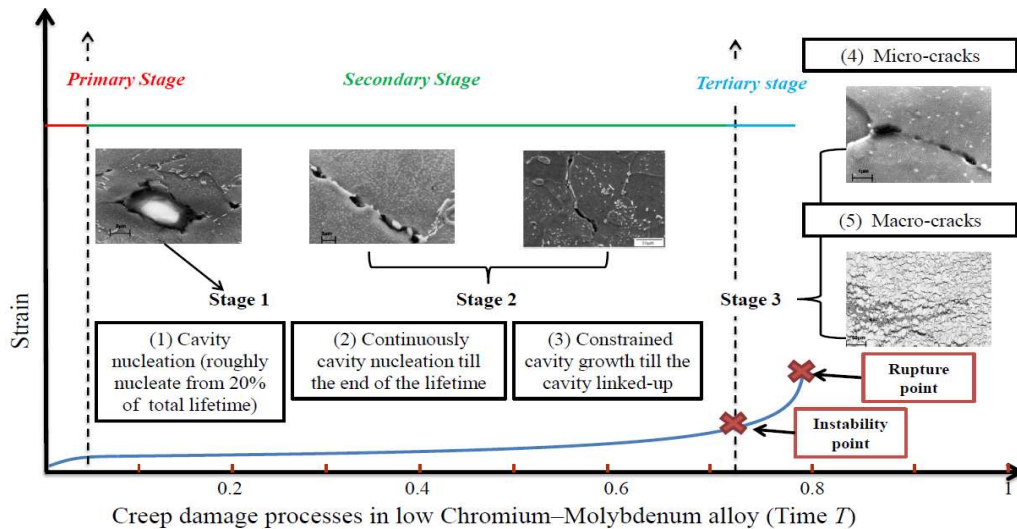 Primary Stage
Secondary Stage
Tertiary stage
(4) Micro-cracks
(5) Macro-cracks
Stage 1
Stage 2
Stage 3
Strain
(1) Cavity
nucleation (roughly
nucleate from 20%
of total lifetime)
(2) Continuously
cavity nucleation till
the end of the lifetime
(3) Constrained
cavity growth till the
cavity linked-up
Rupture
point
Instability
point
0.2
0.4
0.6
0.8
1
Creep damage processes in low Chromium–Molybdenum alloy (Time T)